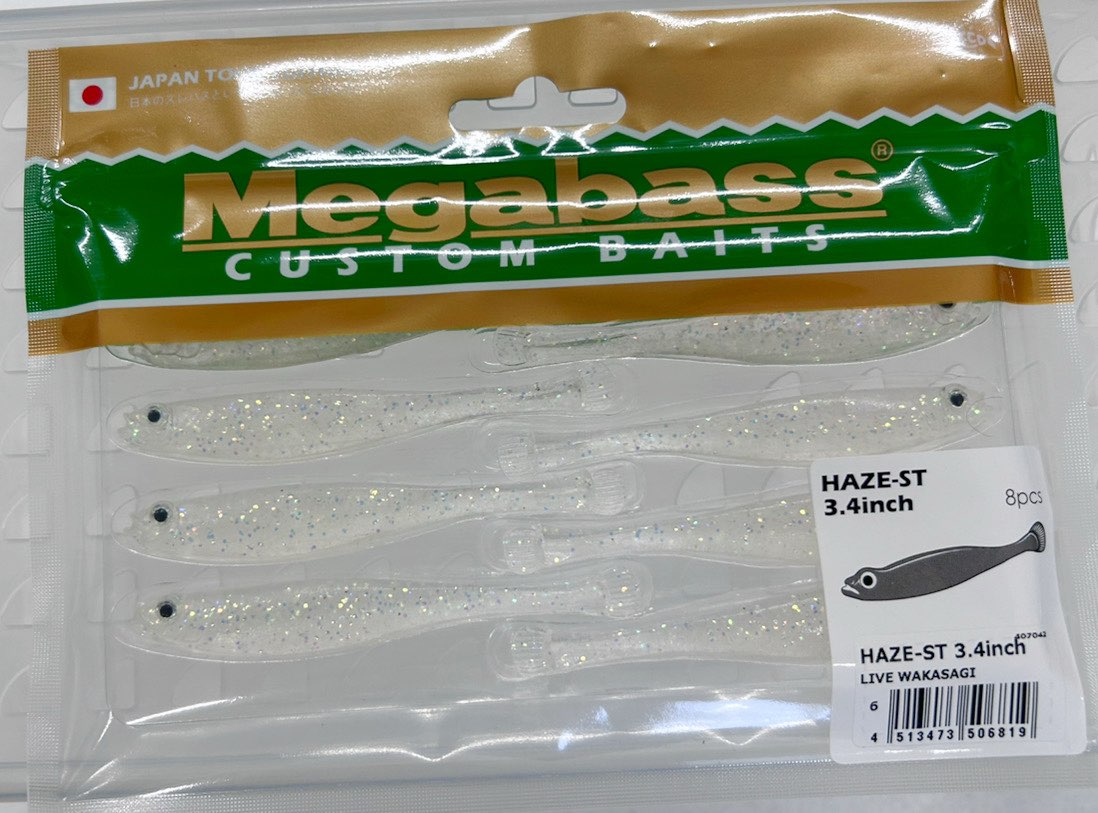 JAPAN
Megabass®
CUSTOM BAITS
HAZE-ST
3.4inch
8pcs
107042
HAZE-ST 3.4inch
LIVE WAKASAGI
6
4 513473 506819